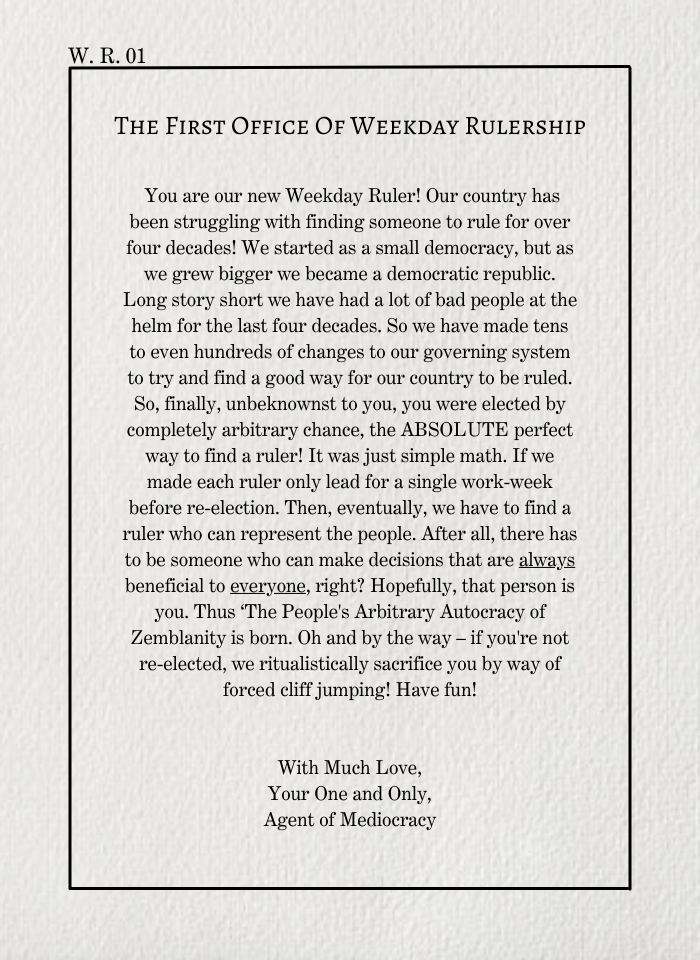 W. R. 01
The First Office Of Weekday Rulership
You are our new Weekday Ruler! Our country has
been struggling with finding someone to rule for over
four decades! We started as a small democracy, but as
we grew bigger we became a democratic republic.
Long story short we have had a lot of bad people at the
helm for the last four decades. So we have made tens
to even hundreds of changes to our governing system
to try and find a good way for our country to be ruled.
So, finally, unbeknownst to you, you were elected by
completely arbitrary chance, the ABSOLUTE perfect
way to find a ruler! It was just simple math. If we
made each ruler only lead for a single work-week
before re-election. Then, eventually, we have to find a
ruler who can represent the people. After all, there has
to be someone who can make decisions that are always
beneficial to everyone, right? Hopefully, that person is
you. Thus ‘The People's Arbitrary Autocracy of
Zemblanity is born. Oh and by the way – if you're not
re-elected, we ritualistically sacrifice you by way of
forced cliff jumping! Have fun!
With Much Love,
Your One and Only,
Agent of Mediocracy